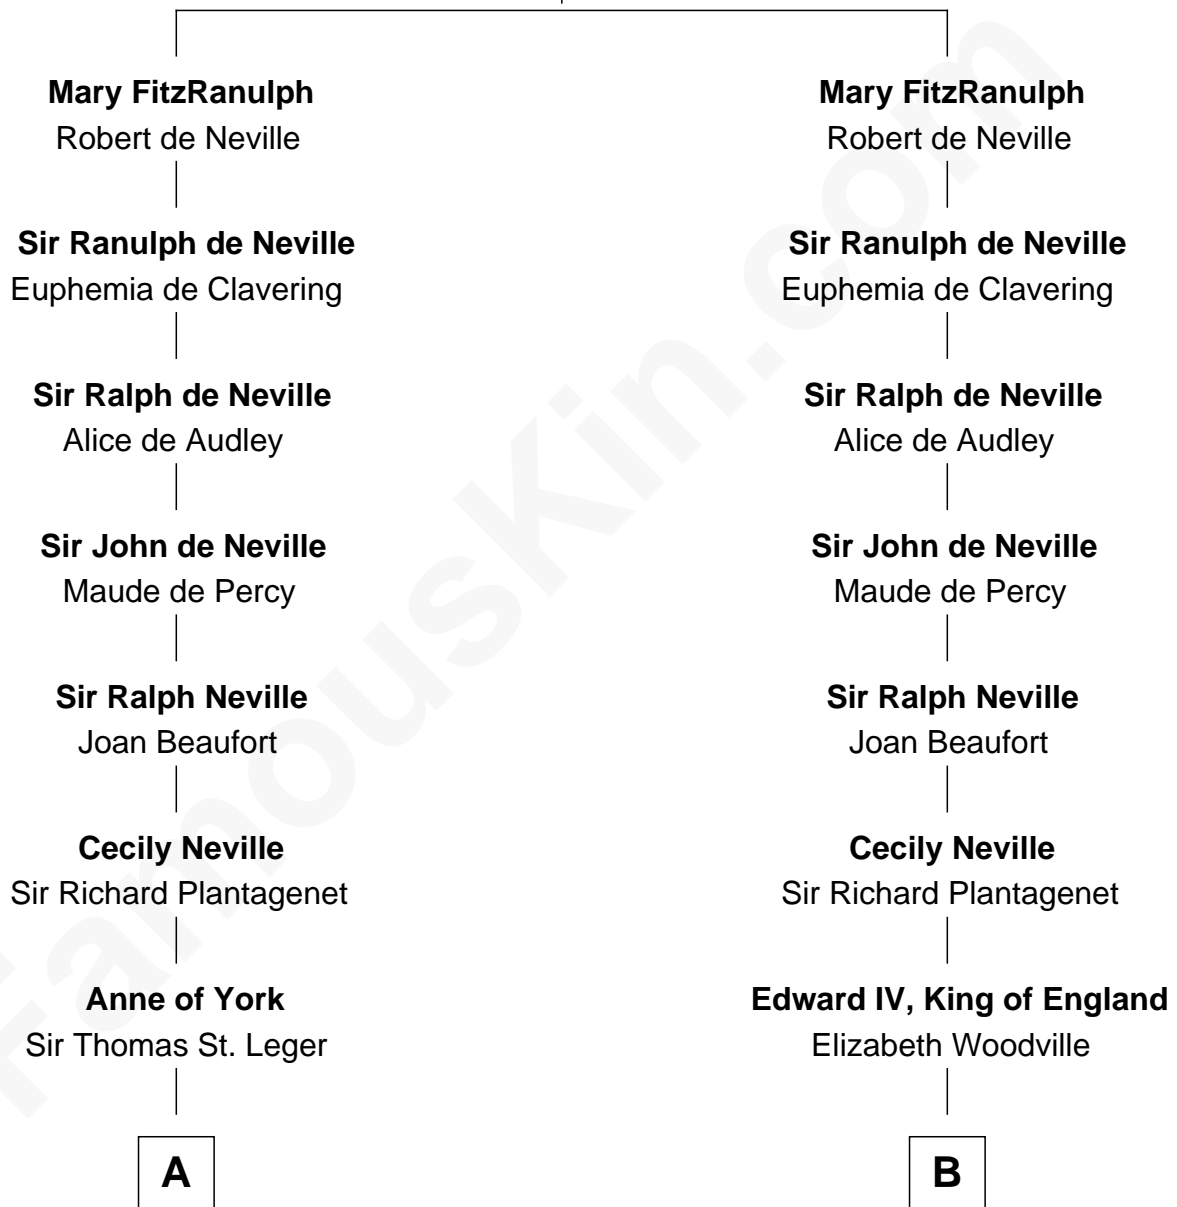 Mary FitzRanulph
Robert de Neville
Sir Ranulph de Neville
Euphemia de Clavering
Sir Ralph de Neville
Alice de Audley
Sir John de Neville
Maude de Percy
Sir Ralph Neville
Joan Beaufort
Cecily Neville
Sir Richard Plantagenet
Anne of York
Sir Thomas St. Leger
A
Mary FitzRanulph
Robert de Neville
Sir Ranulph de Neville
Euphemia de Clavering
Sir Ralph de Neville
Alice de Audley
Sir John de Neville
Maude de Percy
Sir Ralph Neville
Joan Beaufort
Cecily Neville
Sir Richard Plantagenet
Edward IV, King of England
Elizabeth Woodville
B
FamousKin.com